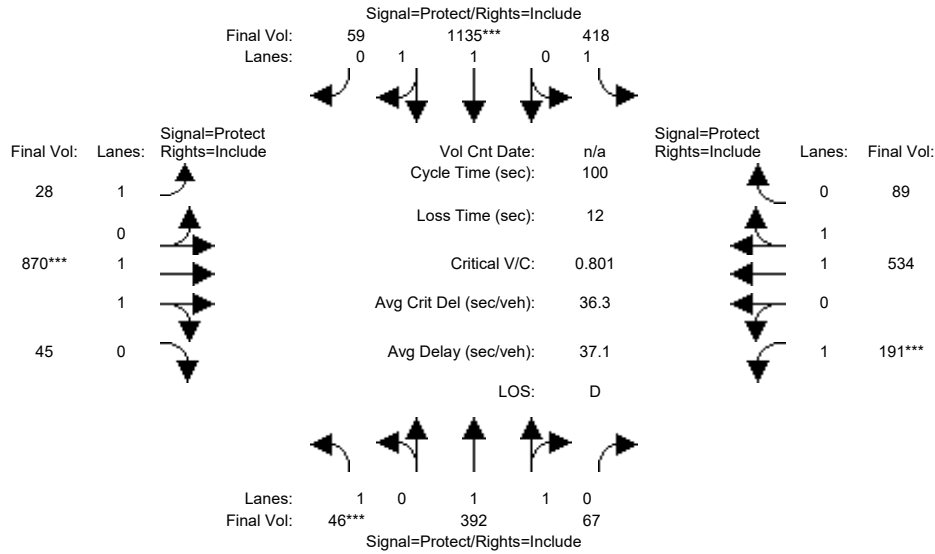 Signal=Protect/Rights=Include
Final Vol: 59 1135*** 418
Lanes: 0 1 1 0 1
Signal=Protect Signal=Protect
Final Vol: Lanes: Rights=Include Vol Cnt Date: n/a Rights=Include Lanes: Final Vol:
Cycle Time (sec): 100
28 1 0 89
Loss Time (sec): 12
0 1
870*** 1 Critical V/C: 0.801 1 534
1 Avg Crit Del (sec/veh): 36.3 0
45 0 Avg Delay (sec/veh): 37.1 1 191***
LOS: D
Lanes: 1 0 1 1 0
Final Vol: 46*** 392 67
Signal=Protect/Rights=Include